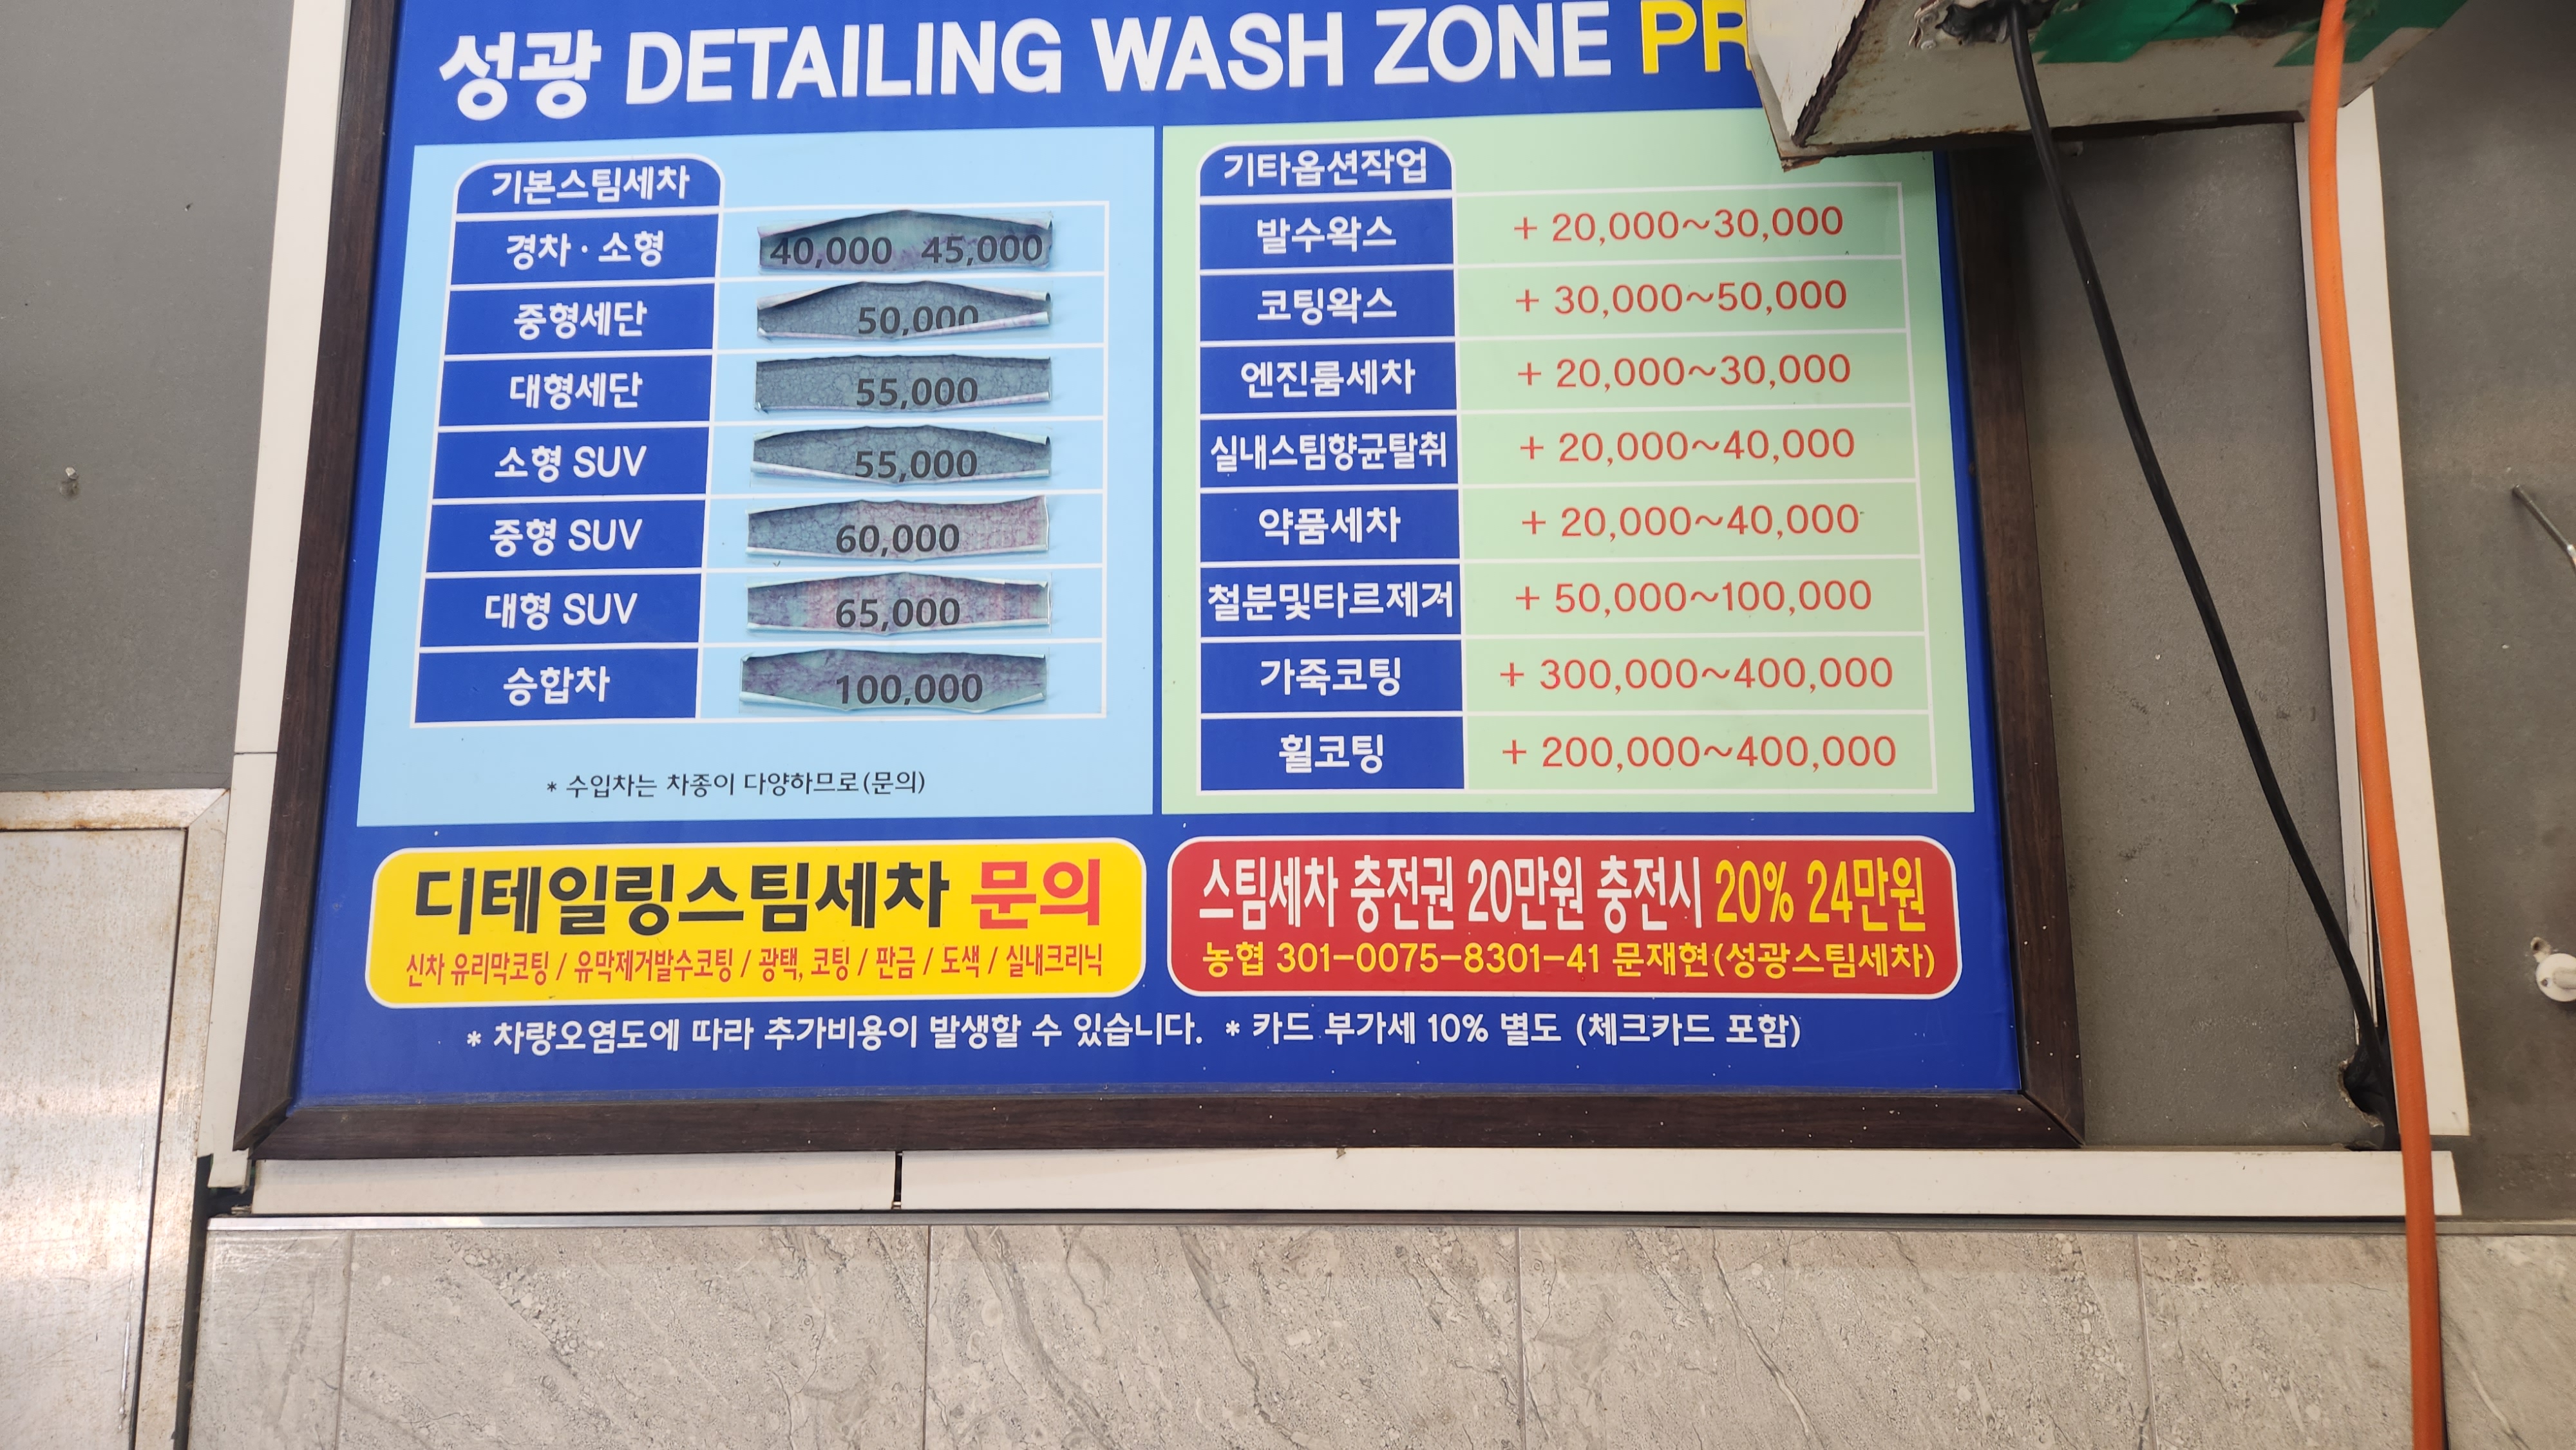 성광 DETAILING WASH ZONE PR
기본스팀세차
경차 · 소형 40,000 45,000
중형세단 50,000
대형세단 55,000
소형 SUV 55,000
중형 SUV 60,000
대형 SUV 65,000
승합차 100,000
* 수입차는 차종이 다양하므로(문의)
기타옵션작업
발수왁스 + 20,000~30,000
코팅왁스 + 30,000~50,000
엔진룸세차 + 20,000~30,000
실내스팀향균탈취 + 20,000~40,000
약품세차 + 20,000~40,000
철분및타르제거 + 50,000~100,000
가죽코팅 + 300,000~400,000
휠코팅 + 200,000~400,000
디테일링스팀세차 문의
신차 유리막코팅 / 유막제거발수코팅 / 광택, 코팅 / 판금 / 도색 / 실내크리닉
스팀세차 충전권 20만원 충전시 20% 24만원
농협 301-0075-8301-41 문재현(성광스팀세차)
* 차량오염도에 따라 추가비용이 발생할 수 있습니다. * 카드 부가세 10% 별도 (체크카드 포함)